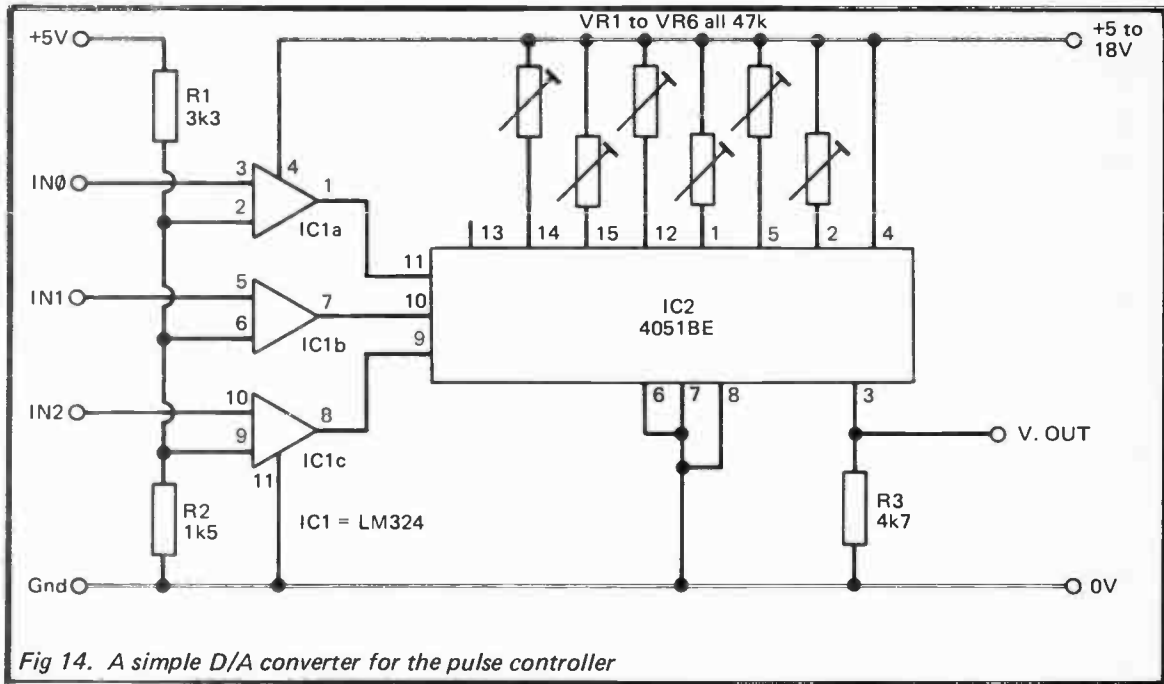 VR1 to VR6 all 47k
+5V
+5 to
18V
R1
3k3
IN0
3
4
1
2
IC1a
13
14
15
12
1
5
2
4
11
IN1
5
7
10
6
IC1b
9
IC2
4051BE
IN2
10
8
9
IC1c
11
6
7
8
3
V. OUT
R2
1k5
IC1 = LM324
R3
4k7
Gnd
0V
Fig 14. A simple D/A converter for the pulse controller